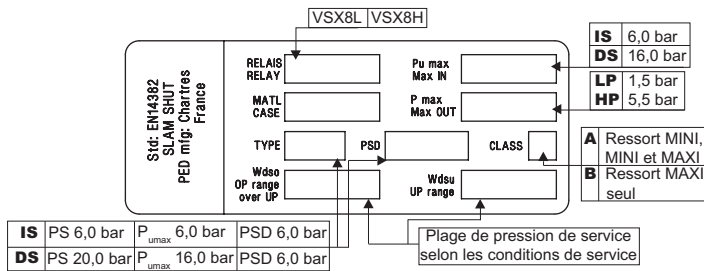 VSX8L VSX8H
IS 6,0 bar
DS 16,0 bar
LP 1,5 bar
HP 5,5 bar
Std: EN14382
SLAM SHUT
PED mfg: Chartres
France
RELAIS
RELAY
Pu max
Max IN
MATL
CASE
P max
Max OUT
TYPE
PSD
CLASS
Wdso
OP range
over UP
Wdsu
UP range
A Ressort MINI,
MINI et MAXI
B Ressort MAXI
seul
IS PS 6,0 bar Pumax 6,0 bar PSD 6,0 bar
DS PS 20,0 bar Pumax 16,0 bar PSD 6,0 bar
Plage de pression de service
selon les conditions de service